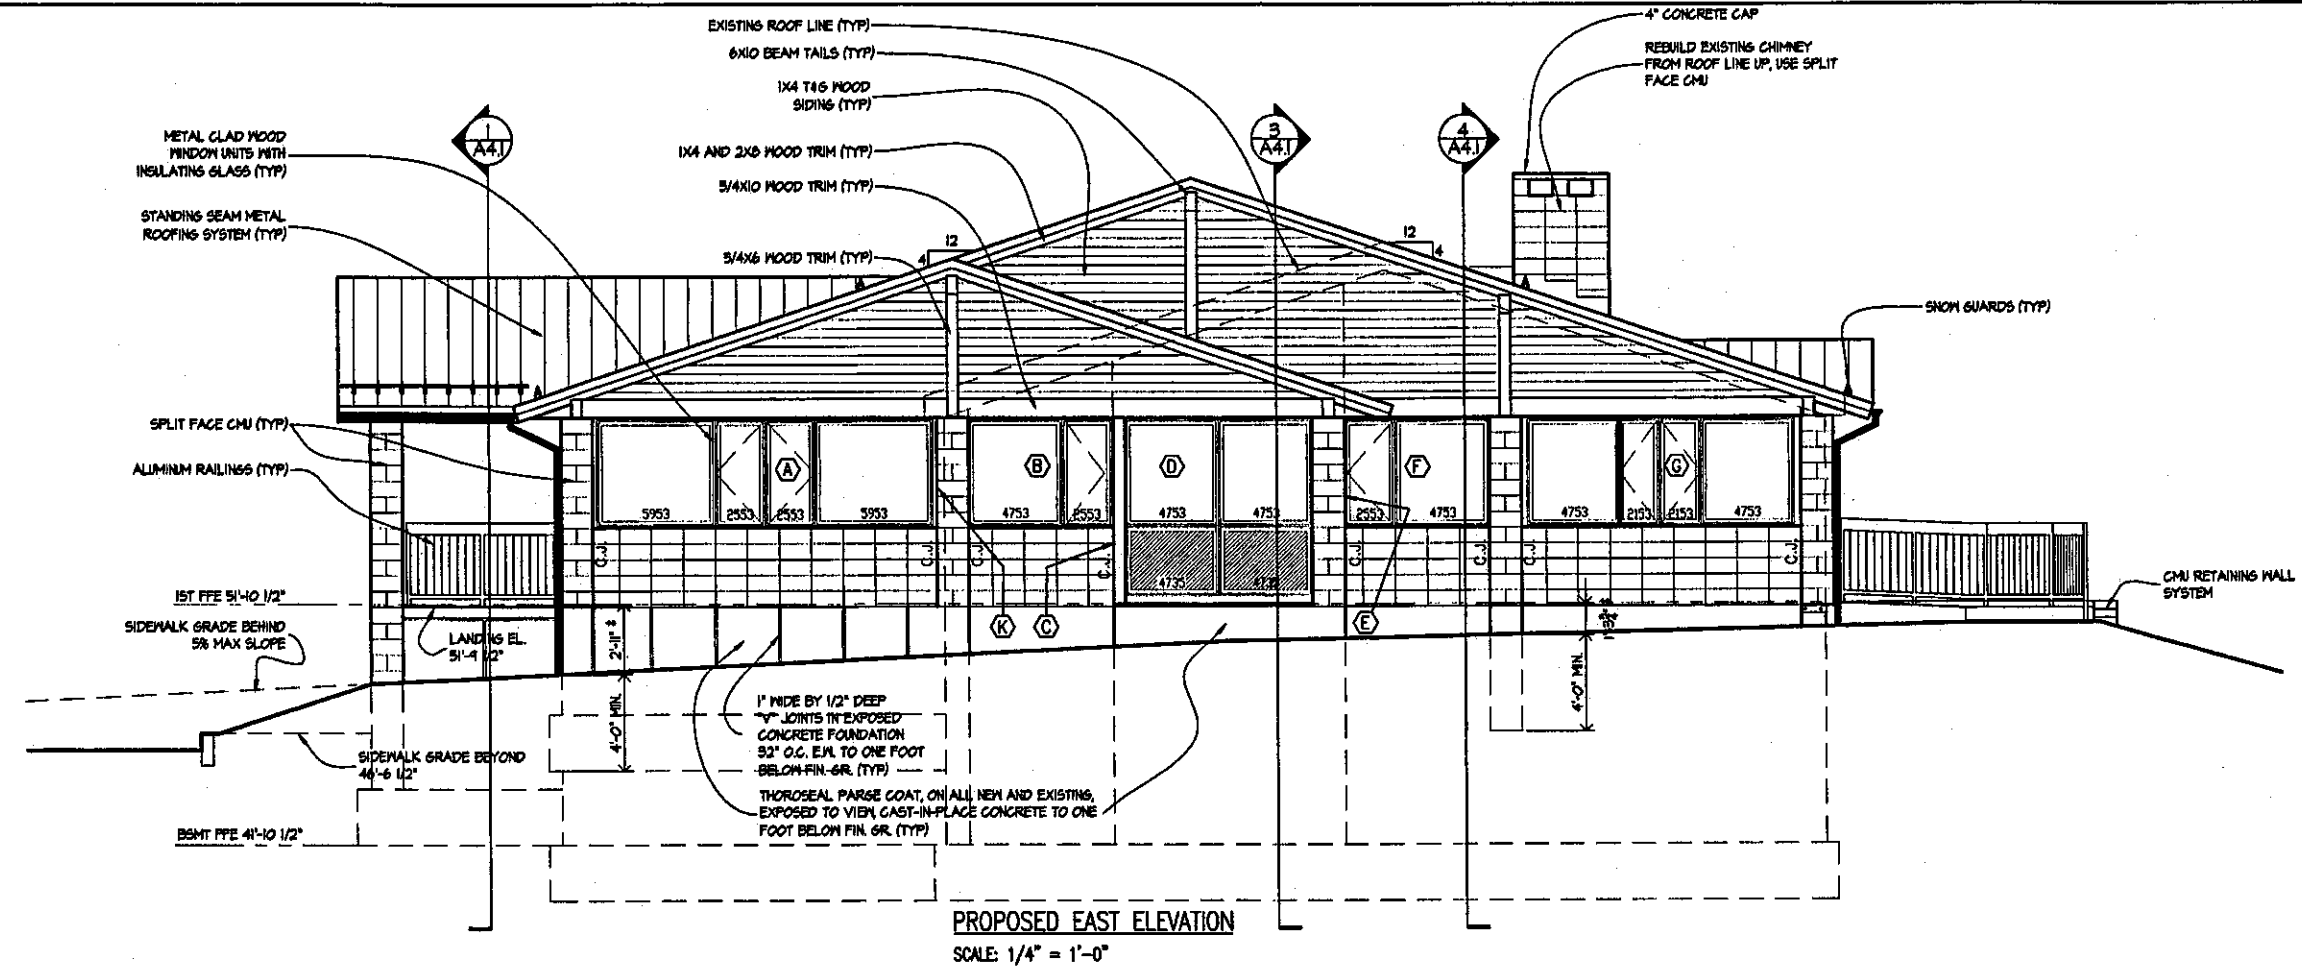 EXISTING ROOF LINE (TYP)
6X10 BEAM TAILS (TYP)
1X4 T&G WOOD
SIDING (TYP)
1X4 AND 2X8 WOOD TRIM (TYP)
5/4X10 WOOD TRIM (TYP)
5/4X6 WOOD TRIM (TYP)
4" CONCRETE CAP
REBUILD EXISTING CHIMNEY
FROM ROOF LINE UP, USE SPLIT
FACE CMU
METAL CLAD WOOD
WINDOW UNITS WITH
INSULATING GLASS (TYP)
STANDING SEAM METAL
ROOFING SYSTEM (TYP)
1
A4.1
3
A4.1
4
A4.1
12
4
12
4
SNOW GUARDS (TYP)
SPLIT FACE CMU (TYP)
ALUMINUM RAILINGS (TYP)
A
B
D
F
G
5953
2553
2553
5953
4753
2553
4753
4753
2553
4753
4753
2153
2153
4753
C.J.
C.J.
C.J.
C.J.
C.J.
C.J.
C.J.
C.J.
4735
4735
1ST FFE 51'-10 1/2"
SIDEWALK GRADE BEHIND
5% MAX SLOPE
LANDING EL.
51'-9 1/2"
2'-11" ±
K
C
E
4'-0" MIN.
4'-0" MIN.
CMU RETAINING WALL
SYSTEM
1" WIDE BY 1/2" DEEP
"V" JOINTS IN EXPOSED
CONCRETE FOUNDATION
32" O.C. E.W. TO ONE FOOT
BELOW FIN. GR. (TYP)
SIDEWALK GRADE BEYOND
46'-6 1/2"
THOROSEAL PARGE COAT, ON ALL NEW AND EXISTING,
EXPOSED TO VIEW, CAST-IN-PLACE CONCRETE TO ONE
FOOT BELOW FIN. GR. (TYP)
BSMT FFE 41'-10 1/2"
PROPOSED EAST ELEVATION
SCALE: 1/4" = 1'-0"